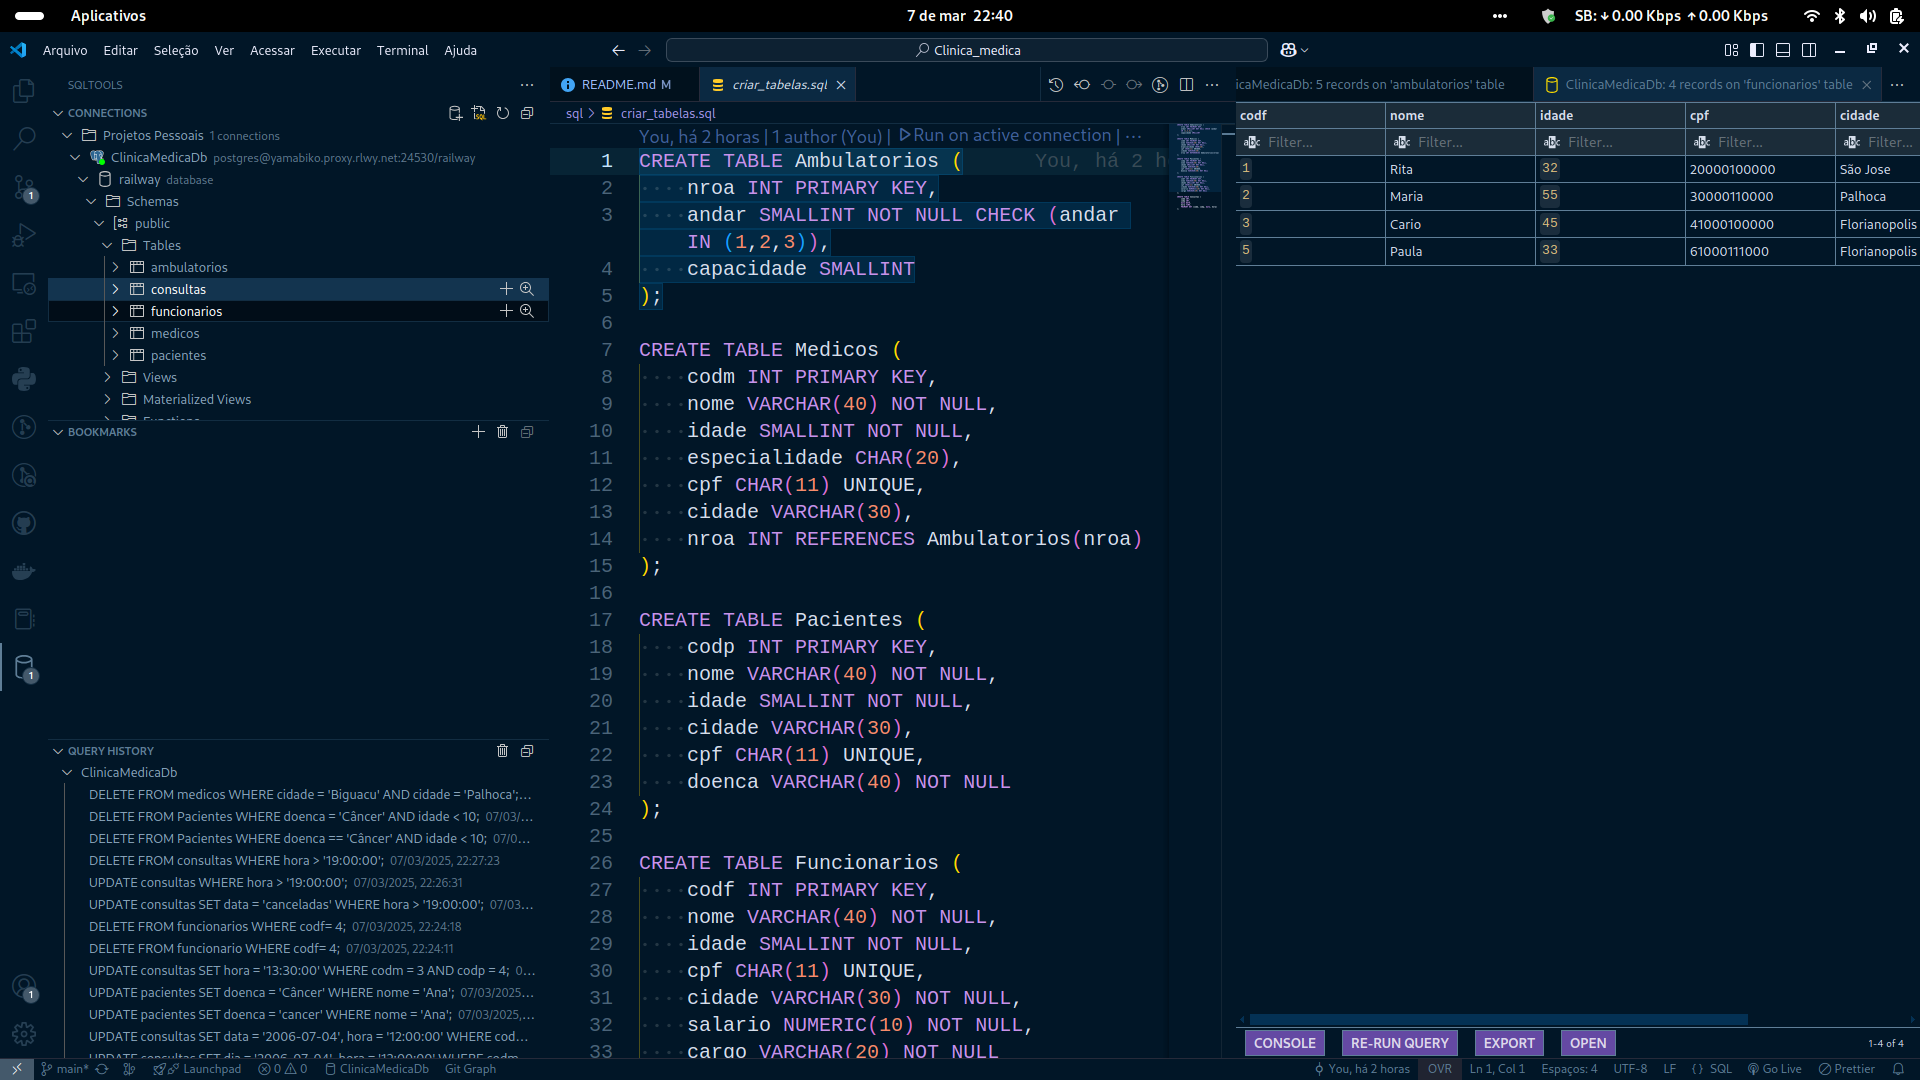 Aplicativos
7 de mar 22:40
SB: ↓ 0.00 Kbps ↑ 0.00 Kbps
Arquivo Editar Seleção Ver Acessar Executar Terminal Ajuda
Clinica_medica
SQLTOOLS
CONNECTIONS
Projetos Pessoais 1 connections
ClinicaMedicaDb postgres@yamabiko.proxy.rlwy.net:24530/railway
railway database
Schemas
public
Tables
ambulatorios
consultas
funcionarios
medicos
pacientes
Views
Materialized Views
Functions
BOOKMARKS
QUERY HISTORY
ClinicaMedicaDb
DELETE FROM medicos WHERE cidade = 'Biguacu' AND cidade = 'Palhoca';...
DELETE FROM Pacientes WHERE doenca = 'Câncer' AND idade < 10; 07/03/...
DELETE FROM Pacientes WHERE doenca == 'Câncer' AND idade < 10; 07/0...
DELETE FROM consultas WHERE hora > '19:00:00'; 07/03/2025, 22:27:23
UPDATE consultas WHERE hora > '19:00:00'; 07/03/2025, 22:26:31
UPDATE consultas SET data = 'canceladas' WHERE hora > '19:00:00'; 07/03...
DELETE FROM funcionarios WHERE codf= 4; 07/03/2025, 22:24:18
DELETE FROM funcionario WHERE codf= 4; 07/03/2025, 22:24:11
UPDATE consultas SET hora = '13:30:00' WHERE codm = 3 AND codp = 4; 0...
UPDATE pacientes SET doenca = 'Câncer' WHERE nome = 'Ana'; 07/03/2025...
UPDATE pacientes SET doenca = 'cancer' WHERE nome = 'Ana'; 07/03/2025,...
UPDATE consultas SET data = '2006-07-04', hora = '12:00:00' WHERE cod...
UPDATE consultas SET dia = '2006-07-04', hora = '12:00:00' WHERE codm...
README.md M
criar_tabelas.sql
sql > criar_tabelas.sql
You, há 2 horas | 1 author (You) | Run on active connection | ...
1 CREATE TABLE Ambulatorios ( You, há 2 h
2 nroa INT PRIMARY KEY,
3 andar SMALLINT NOT NULL CHECK (andar
IN (1,2,3)),
4 capacidade SMALLINT
5 );
6
7 CREATE TABLE Medicos (
8 codm INT PRIMARY KEY,
9 nome VARCHAR(40) NOT NULL,
10 idade SMALLINT NOT NULL,
11 especialidade CHAR(20),
12 cpf CHAR(11) UNIQUE,
13 cidade VARCHAR(30),
14 nroa INT REFERENCES Ambulatorios(nroa)
15 );
16
17 CREATE TABLE Pacientes (
18 codp INT PRIMARY KEY,
19 nome VARCHAR(40) NOT NULL,
20 idade SMALLINT NOT NULL,
21 cidade VARCHAR(30),
22 cpf CHAR(11) UNIQUE,
23 doenca VARCHAR(40) NOT NULL
24 );
25
26 CREATE TABLE Funcionarios (
27 codf INT PRIMARY KEY,
28 nome VARCHAR(40) NOT NULL,
29 idade SMALLINT NOT NULL,
30 cpf CHAR(11) UNIQUE,
31 cidade VARCHAR(30) NOT NULL,
32 salario NUMERIC(10) NOT NULL,
33 cargo VARCHAR(20) NOT NULL
icaMedicaDb: 5 records on 'ambulatorios' table
ClinicaMedicaDb: 4 records on 'funcionarios' table
codf nome idade cpf cidade
Filter... Filter... Filter... Filter... Filter...
1 Rita 32 20000100000 São Jose
2 Maria 55 30000110000 Palhoca
3 Cario 45 41000100000 Florianopolis
5 Paula 33 61000111000 Florianopolis
CONSOLE RE-RUN QUERY EXPORT OPEN
1-4 of 4
main* Launchpad 0 0 ClinicaMedicaDb Git Graph
You, há 2 horas OVR Ln 1, Col 1 Espaços: 4 UTF-8 LF {} SQL Go Live Prettier